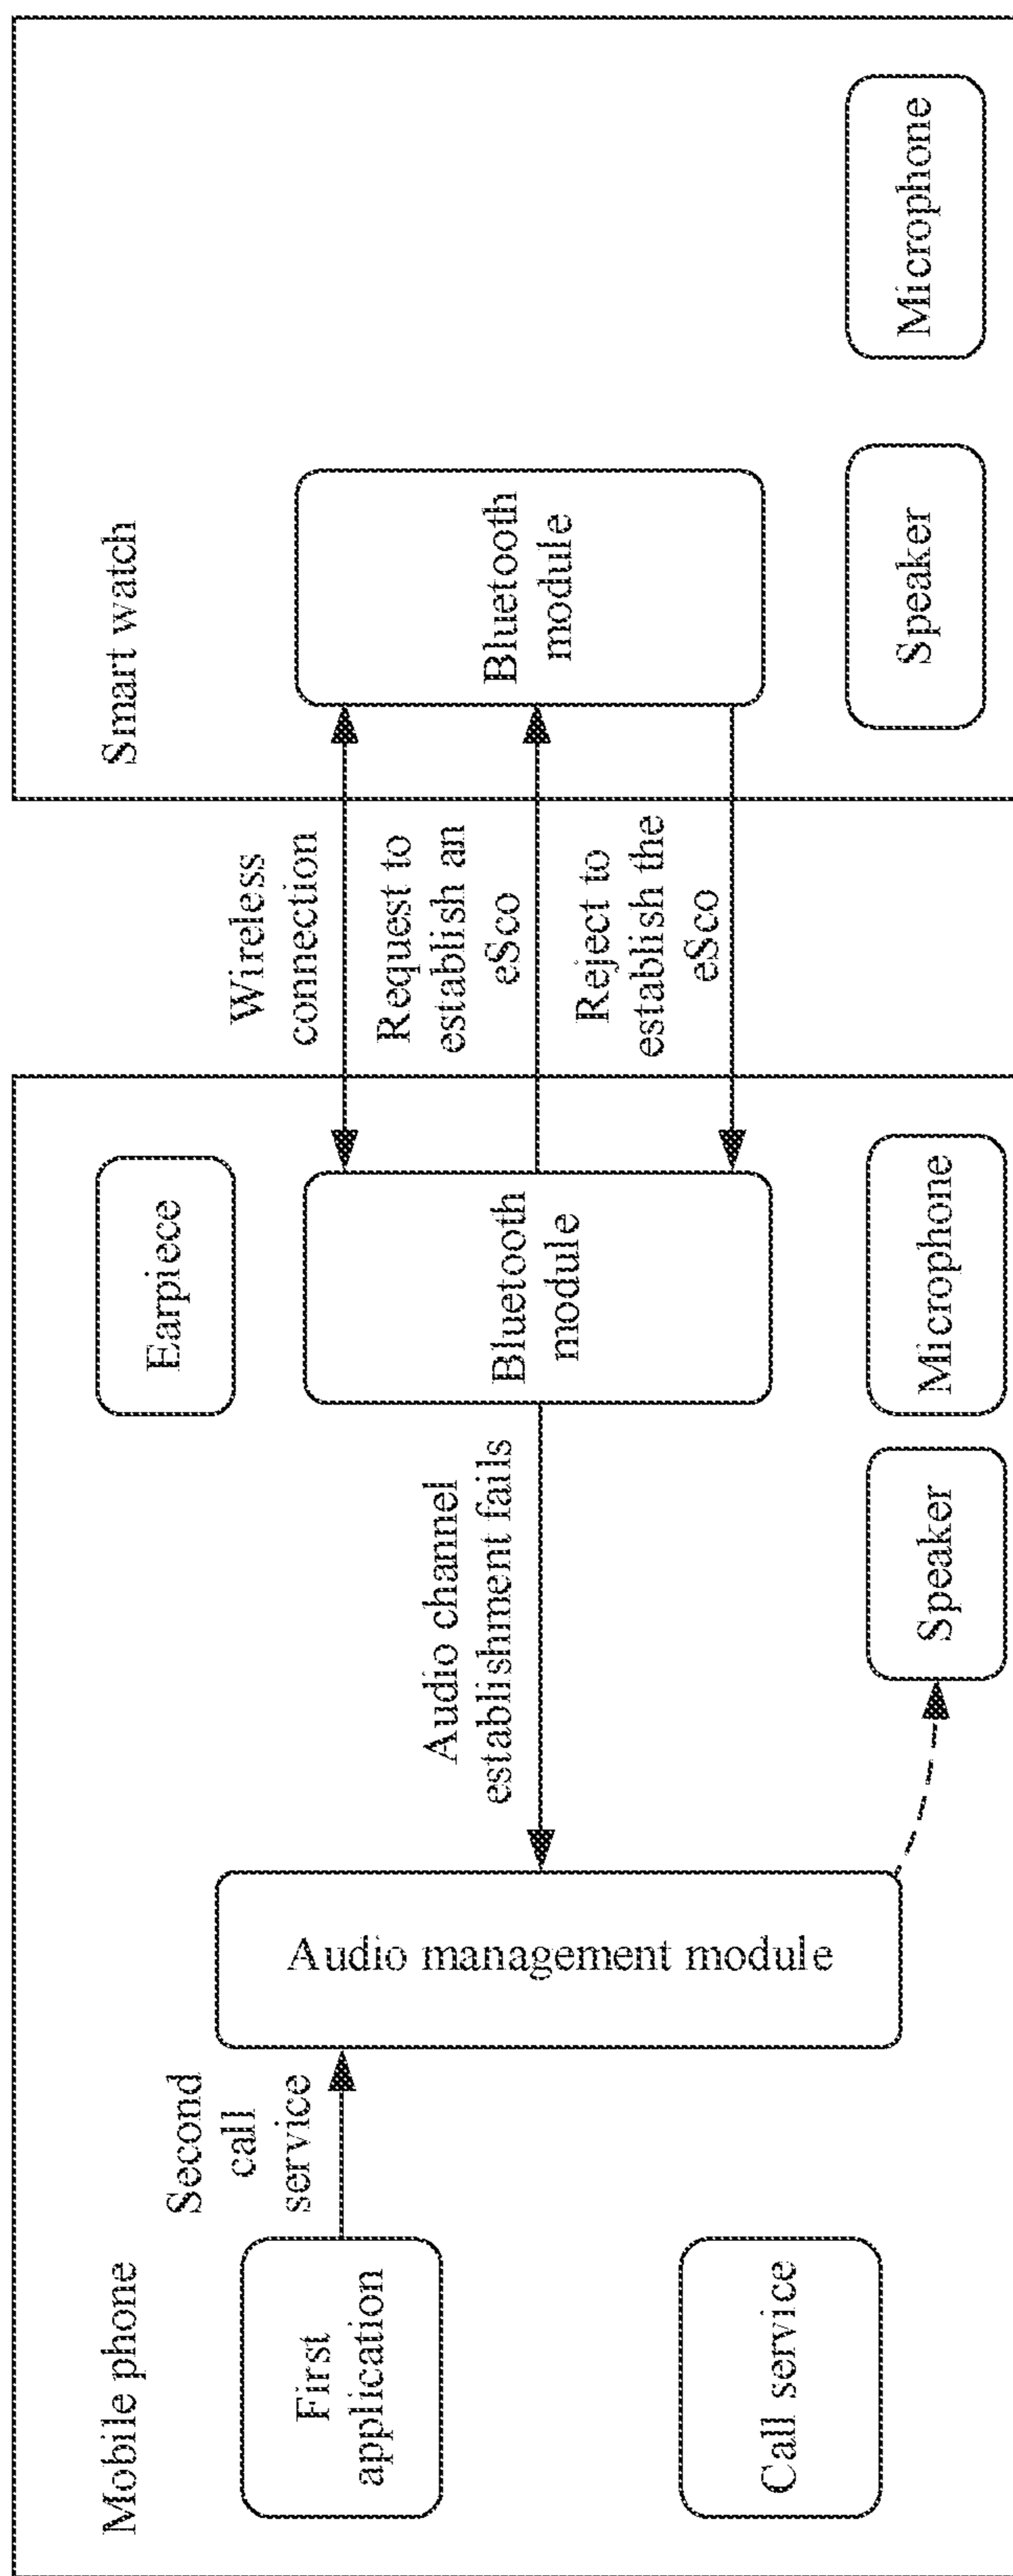 Mobile phone
First
application
Call service
Second
call
service
Audio management module
Audio channel
establishment fails
Speaker
Earpiece
Bluetooth
module
Microphone
Wireless
connection
Request to
establish an
eSco
Reject to
establish the
eSco
Smart watch
Bluetooth
module
Speaker
Microphone